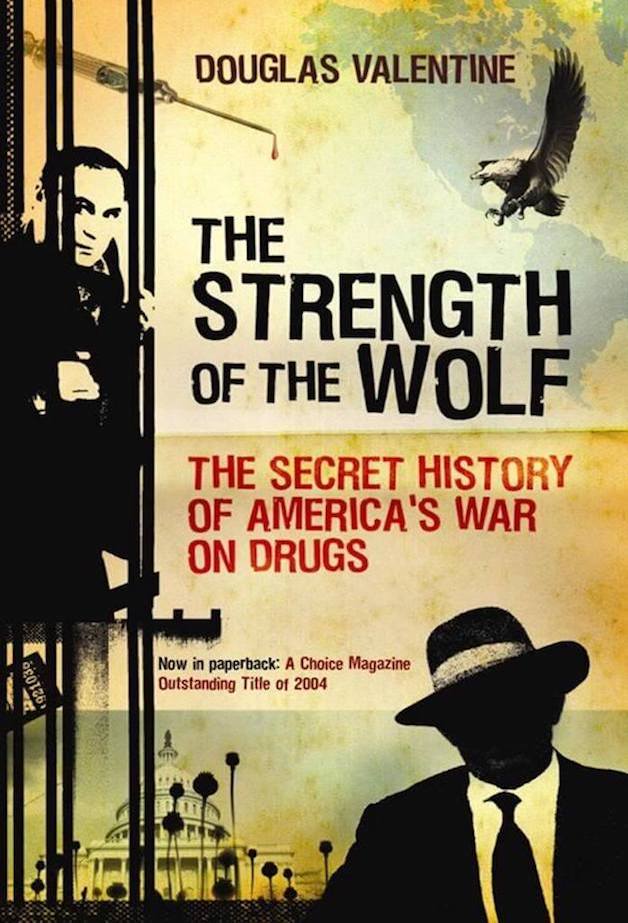 DOUGLAS VALENTINE
THE
STRENGTH
OF THE WOLF
THE SECRET HISTORY
OF AMERICA'S WAR
ON DRUGS
Now in paperback: A Choice Magazine
Outstanding Title of 2004